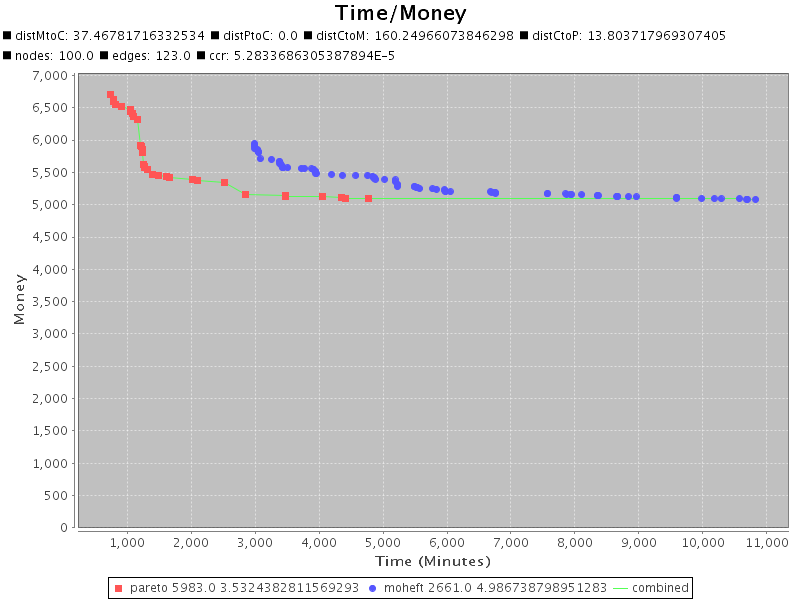 Time/Money
distMtoC: 37.46781716332534 distPtoC: 0.0 distCtoM: 160.24966073846298 distCtoP: 13.803717969307405
nodes: 100.0 edges: 123.0 ccr: 5.2833686305387894E-5
7,000
6,500
6,000
5,500
5,000
4,500
4,000
3,500
3,000
2,500
2,000
1,500
1,000
500
0
Money
1,000 2,000 3,000 4,000 5,000 6,000 7,000 8,000 9,000 10,000 11,000
Time (Minutes)
pareto 5983.0 3.5324382811569293 moheft 2661.0 4.986738798951283 combined